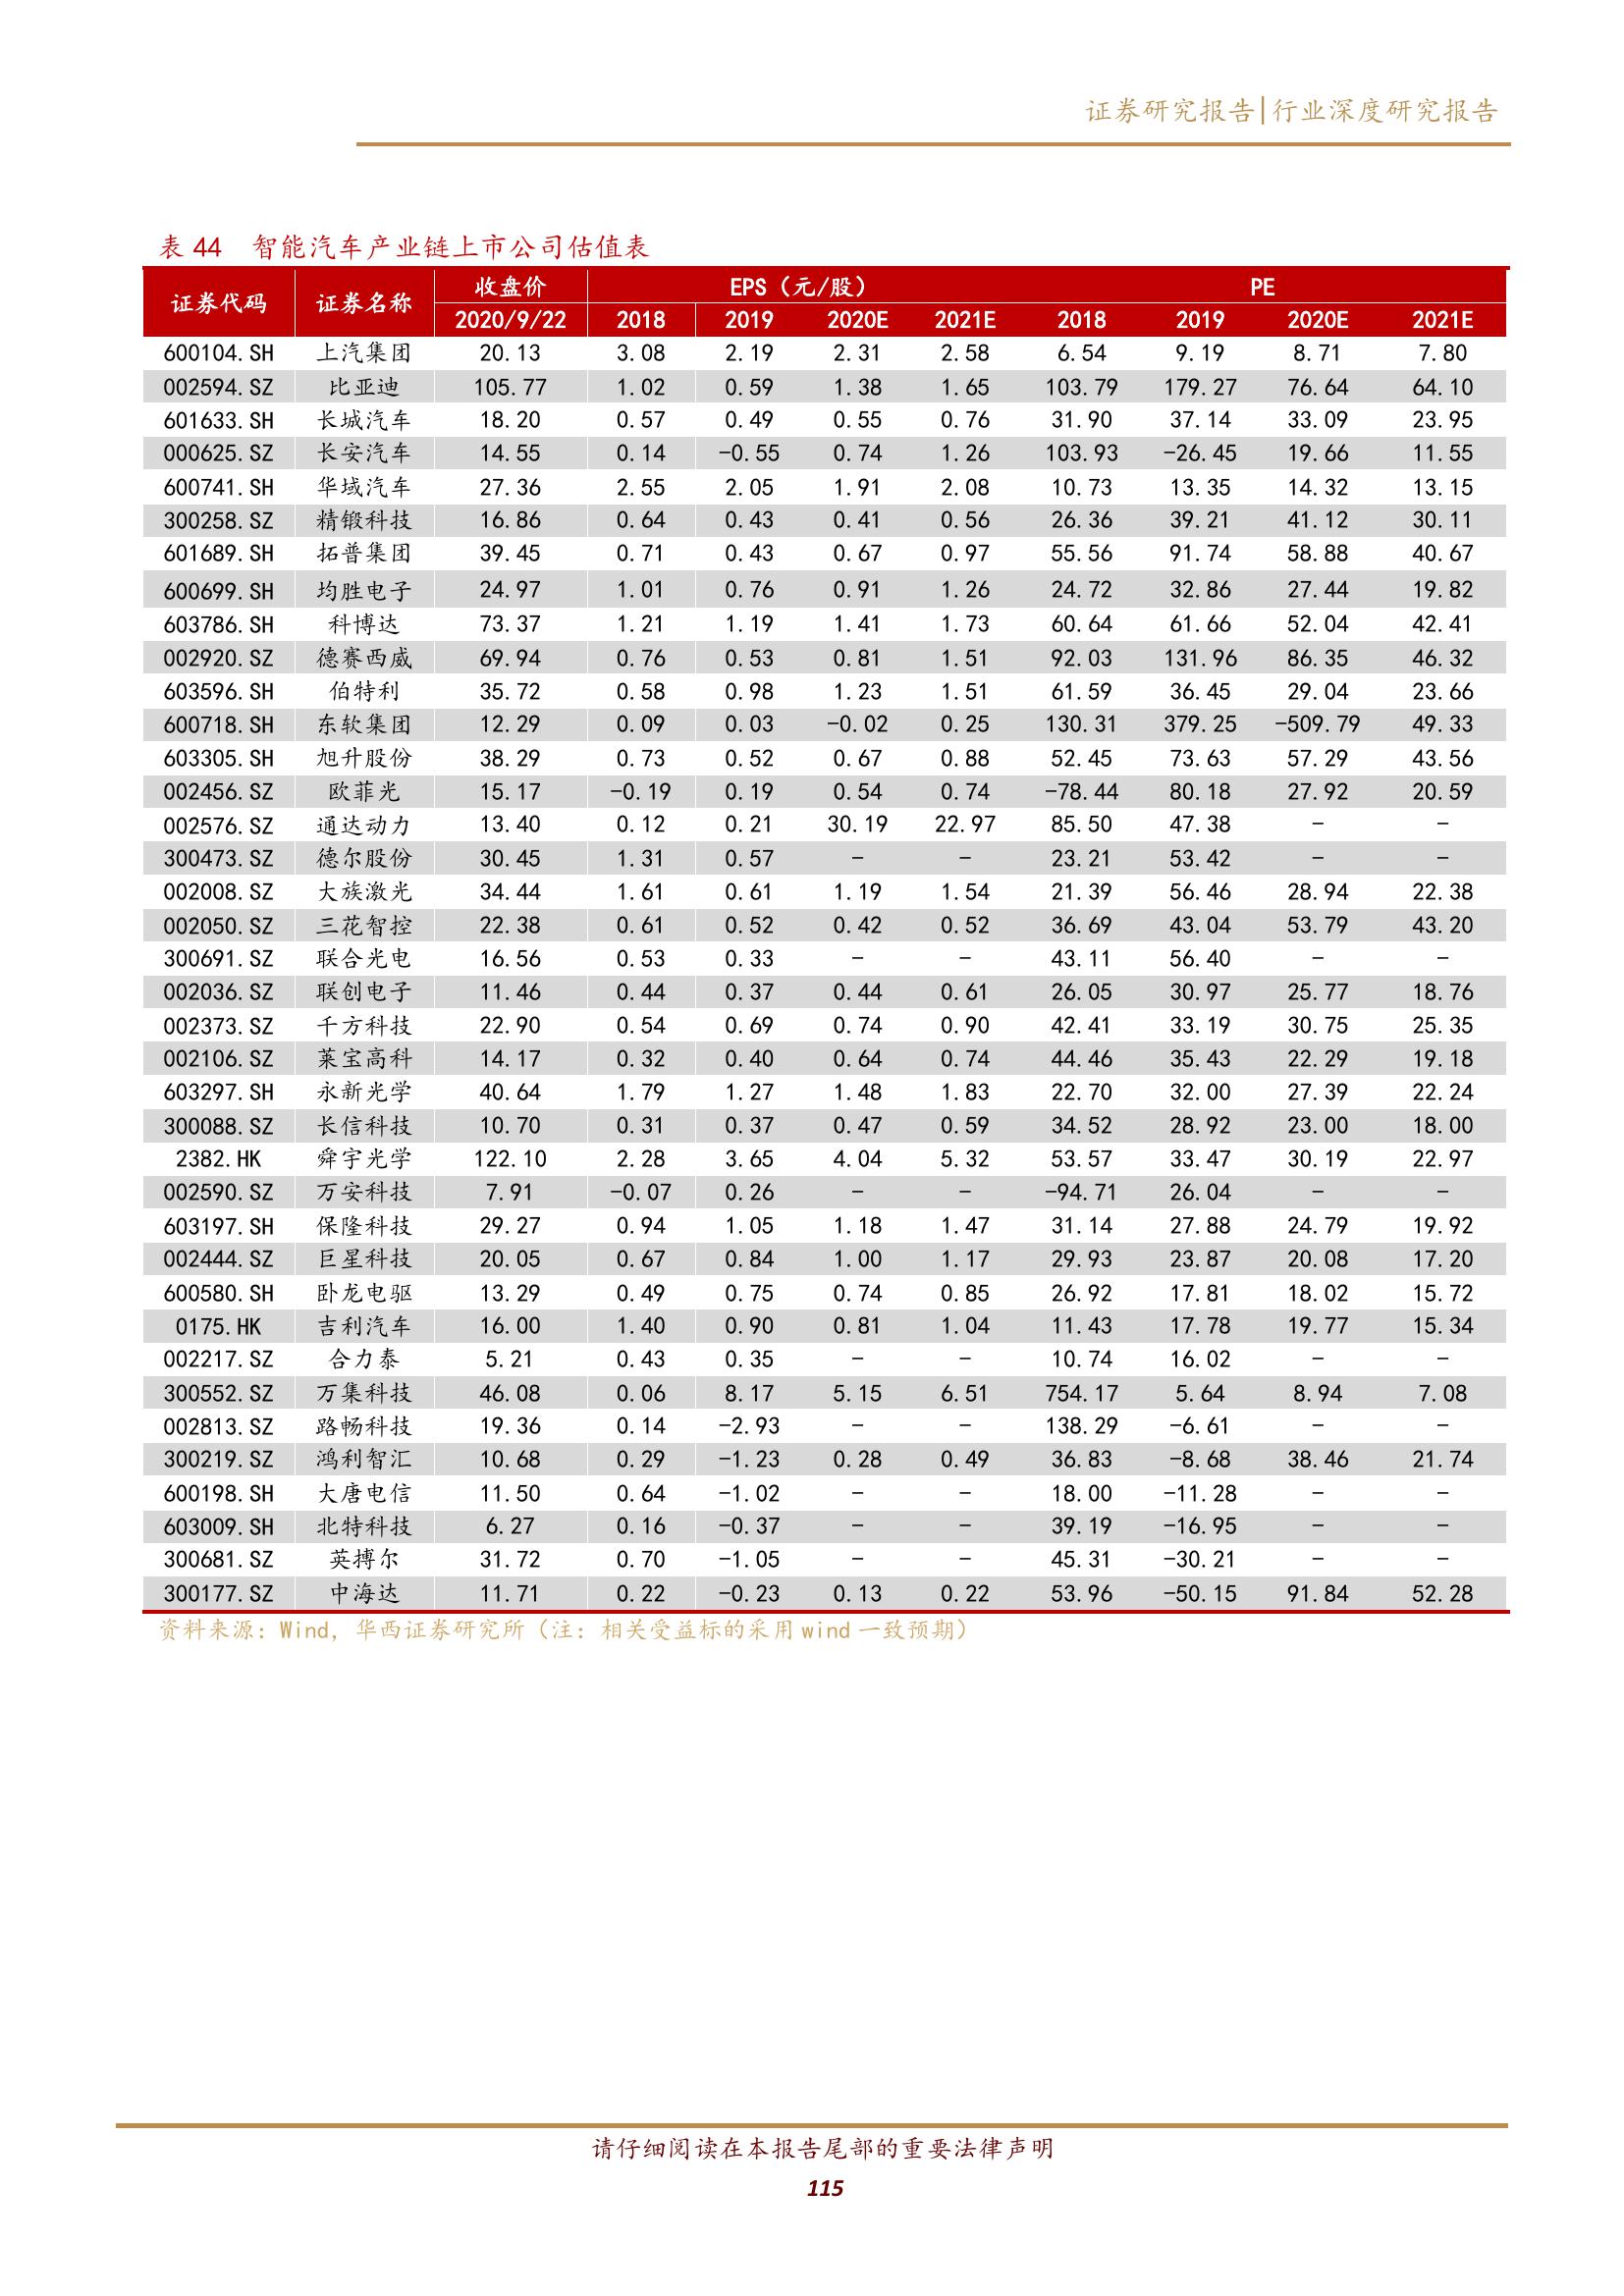 证券研究报告|行业深度研究报告
表 44 智能汽车产业链上市公司估值表
证券代码 证券名称 收盘价 EPS（元/股） PE
2020/9/22 2018 2019 2020E 2021E 2018 2019 2020E 2021E
600104.SH 上汽集团 20.13 3.08 2.19 2.31 2.58 6.54 9.19 8.71 7.80
002594.SZ 比亚迪 105.77 1.02 0.59 1.38 1.65 103.79 179.27 76.64 64.10
601633.SH 长城汽车 18.20 0.57 0.49 0.55 0.76 31.90 37.14 33.09 23.95
000625.SZ 长安汽车 14.55 0.14 -0.55 0.74 1.26 103.93 -26.45 19.66 11.55
600741.SH 华域汽车 27.36 2.55 2.05 1.91 2.08 10.73 13.35 14.32 13.15
300258.SZ 精锻科技 16.86 0.64 0.43 0.41 0.56 26.36 39.21 41.12 30.11
601689.SH 拓普集团 39.45 0.71 0.43 0.67 0.97 55.56 91.74 58.88 40.67
600699.SH 均胜电子 24.97 1.01 0.76 0.91 1.26 24.72 32.86 27.44 19.82
603786.SH 科博达 73.37 1.21 1.19 1.41 1.73 60.64 61.66 52.04 42.41
002920.SZ 德赛西威 69.94 0.76 0.53 0.81 1.51 92.03 131.96 86.35 46.32
603596.SH 伯特利 35.72 0.58 0.98 1.23 1.51 61.59 36.45 29.04 23.66
600718.SH 东软集团 12.29 0.09 0.03 -0.02 0.25 130.31 379.25 -509.79 49.33
603305.SH 旭升股份 38.29 0.73 0.52 0.67 0.88 52.45 73.63 57.29 43.56
002456.SZ 欧菲光 15.17 -0.19 0.19 0.54 0.74 -78.44 80.18 27.92 20.59
002576.SZ 通达动力 13.40 0.12 0.21 30.19 22.97 85.50 47.38 - -
300473.SZ 德尔股份 30.45 1.31 0.57 - - 23.21 53.42 - -
002008.SZ 大族激光 34.44 1.61 0.61 1.19 1.54 21.39 56.46 28.94 22.38
002050.SZ 三花智控 22.38 0.61 0.52 0.42 0.52 36.69 43.04 53.79 43.20
300691.SZ 联合光电 16.56 0.53 0.33 - - 43.11 56.40 - -
002036.SZ 联创电子 11.46 0.44 0.37 0.44 0.61 26.05 30.97 25.77 18.76
002373.SZ 千方科技 22.90 0.54 0.69 0.74 0.90 42.41 33.19 30.75 25.35
002106.SZ 莱宝高科 14.17 0.32 0.40 0.64 0.74 44.46 35.43 22.29 19.18
603297.SH 永新光学 40.64 1.79 1.27 1.48 1.83 22.70 32.00 27.39 22.24
300088.SZ 长信科技 10.70 0.31 0.37 0.47 0.59 34.52 28.92 23.00 18.00
2382.HK 舜宇光学 122.10 2.28 3.65 4.04 5.32 53.57 33.47 30.19 22.97
002590.SZ 万安科技 7.91 -0.07 0.26 - - -94.71 26.04 - -
603197.SH 保隆科技 29.27 0.94 1.05 1.18 1.47 31.14 27.88 24.79 19.92
002444.SZ 巨星科技 20.05 0.67 0.84 1.00 1.17 29.93 23.87 20.08 17.20
600580.SH 卧龙电驱 13.29 0.49 0.75 0.74 0.85 26.92 17.81 18.02 15.72
0175.HK 吉利汽车 16.00 1.40 0.90 0.81 1.04 11.43 17.78 19.77 15.34
002217.SZ 合力泰 5.21 0.43 0.35 - - 10.74 16.02 - -
300552.SZ 万集科技 46.08 0.06 8.17 5.15 6.51 754.17 5.64 8.94 7.08
002813.SZ 路畅科技 19.36 0.14 -2.93 - - 138.29 -6.61 - -
300219.SZ 鸿利智汇 10.68 0.29 -1.23 0.28 0.49 36.83 -8.68 38.46 21.74
600198.SH 大唐电信 11.50 0.64 -1.02 - - 18.00 -11.28 - -
603009.SH 北特科技 6.27 0.16 -0.37 - - 39.19 -16.95 - -
300681.SZ 英搏尔 31.72 0.70 -1.05 - - 45.31 -30.21 - -
300177.SZ 中海达 11.71 0.22 -0.23 0.13 0.22 53.96 -50.15 91.84 52.28
资料来源：Wind，华西证券研究所（注：相关受益标的采用 wind 一致预期）
请仔细阅读在本报告尾部的重要法律声明
115